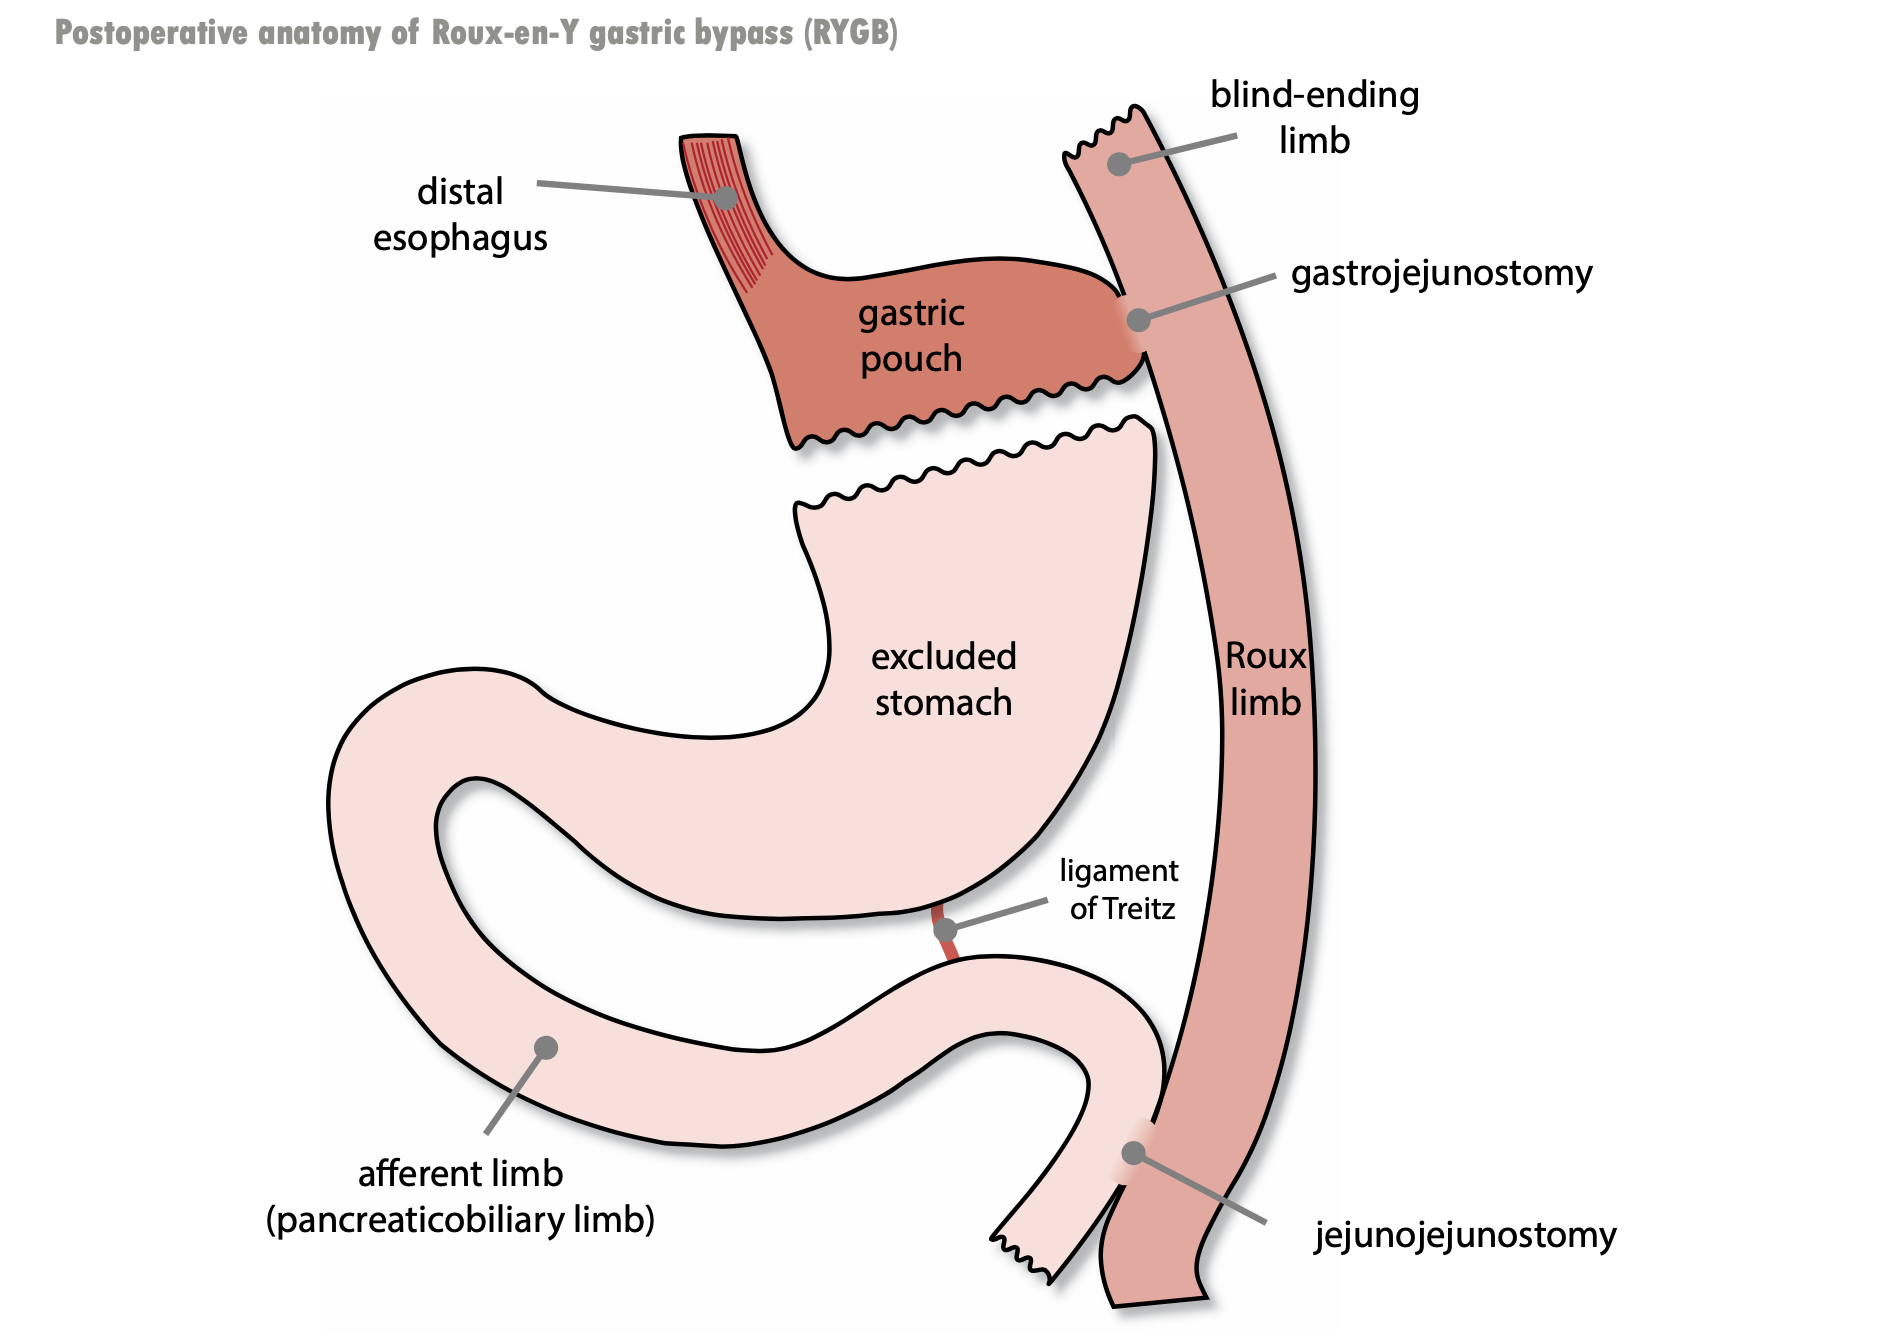 Postoperative anatomy of Roux-en-Y gastric bypass (RYGB)
blind-ending
limb
distal
esophagus
gastrojejunostomy
gastric
pouch
excluded
stomach
Roux
limb
ligament
of Treitz
afferent limb
(pancreaticobiliary limb)
jejunojejunostomy